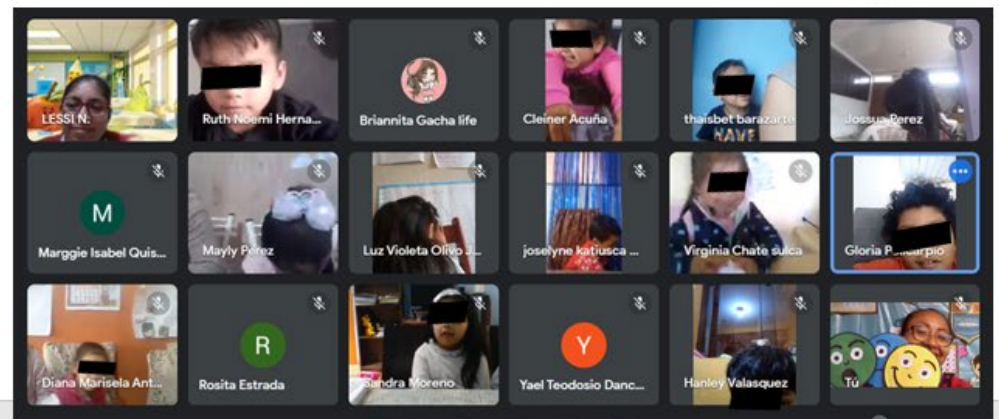 LESSI N.
Ruth Noemi Herna...
Briannita Gacha life
Cleiner Acuña
thaisbet barazarte
HAVE
Jossua Perez
M
Marggie Isabel Quis...
Mayly Perez
Luz Violeta Olivo J...
joselyne katiusca ...
Virginia Chate sulca
Gloria Policarpio
Diana Marisela Ant...
R
Rosita Estrada
Sandra Moreno
Y
Yael Teodosio Danc...
Hanley Valasquez
Tú